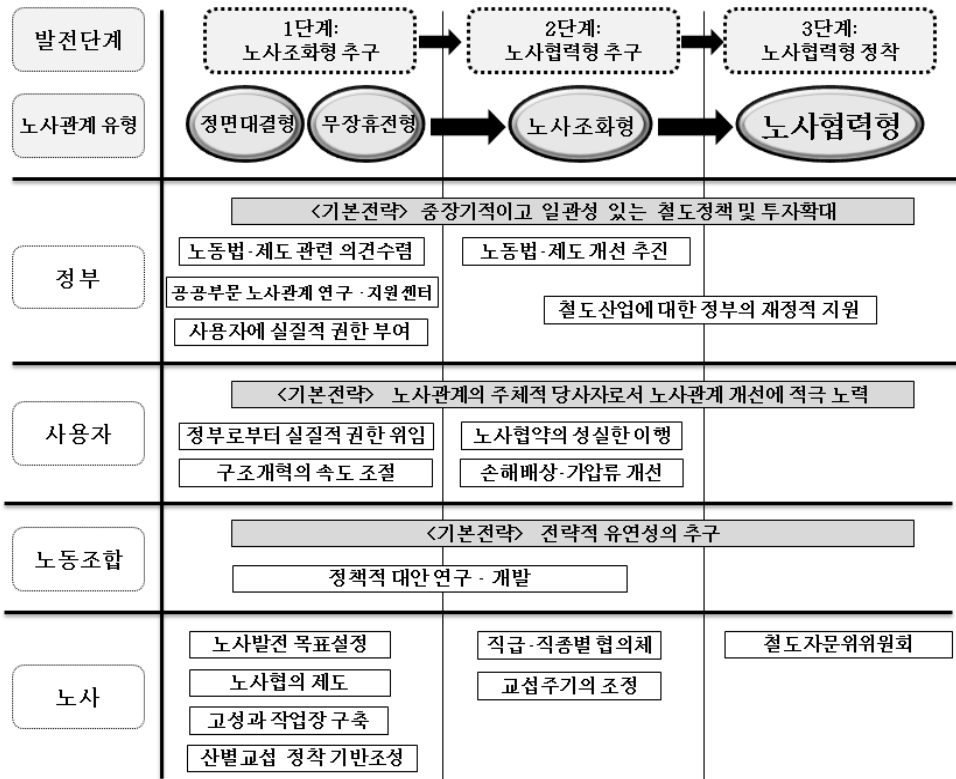 발전단계
1단계:
노사조화형 추구
2단계:
노사협력형 추구
3단계:
노사협력형 정착
노사관계 유형
정면대결형
무장휴전형
노사조화형
노사협력형
정부
<기본전략> 중장기적이고 일관성 있는 철도정책 및 투자확대
노동법·제도 관련 의견수렴
노동법·제도 개선 추진
공공부문 노사관계 연구·지원센터
철도산업에 대한 정부의 재정적 지원
사용자에 실질적 권한 부여
사용자
<기본전략> 노사관계의 주체적 당사자로서 노사관계 개선에 적극 노력
정부로부터 실질적 권한 위임
노사협약의 성실한 이행
구조개혁의 속도 조절
손해배상·가압류 개선
노동조합
<기본전략> 전략적 유연성의 추구
정책적 대안 연구 · 개발
노사
노사발전 목표설정
직급·직종별 협의체
철도자문위위원회
노사협의 제도
교섭주기의 조정
고성과 작업장 구축
산별교섭 정착 기반조성